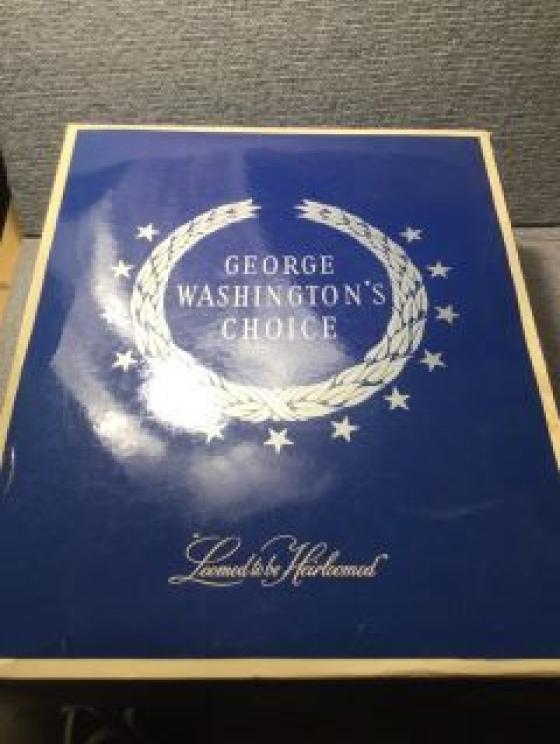 GEORGE
WASHINGTON'S
CHOICE
"Loomed to be Heirloomed"